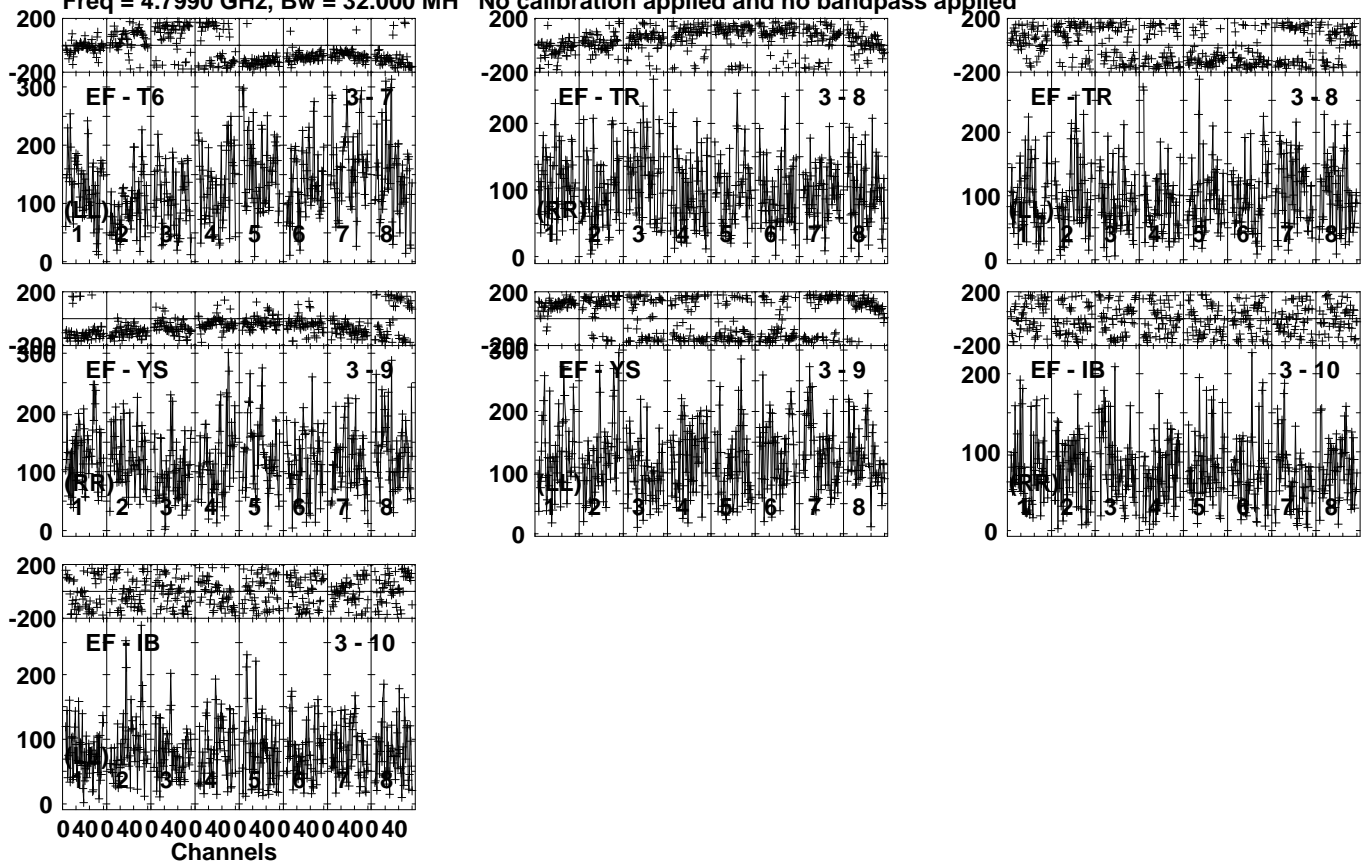 Freq = 4.7990 GHz, Bw = 32.000 MH No calibration applied and no bandpass applied
200 200 200
-200 -200 -200
300 EF - T6 3 - 7 EF - TR 3 - 8 EF - TR 3 - 8
200 200 200
100 100 100
(LL) (RR) (LL)
1 2 3 4 5 6 7 8 1 2 3 4 5 6 7 8 1 2 3 4 5 6 7 8
0 0 0
200 200 200
-200 -200 -200
300 EF - YS 3 - 9 300 EF - YS 3 - 9 EF - IB 3 - 10
200 200 200
100 100 100
(RR) (LL) (RR)
1 2 3 4 5 6 7 8 1 2 3 4 5 6 7 8 1 2 3 4 5 6 7 8
0 0 0
200
-200
EF - IB 3 - 10
200
100
(LL)
1 2 3 4 5 6 7 8
0
0 40 0 40 0 40 0 40 0 40 0 40 0 40 0 40
Channels